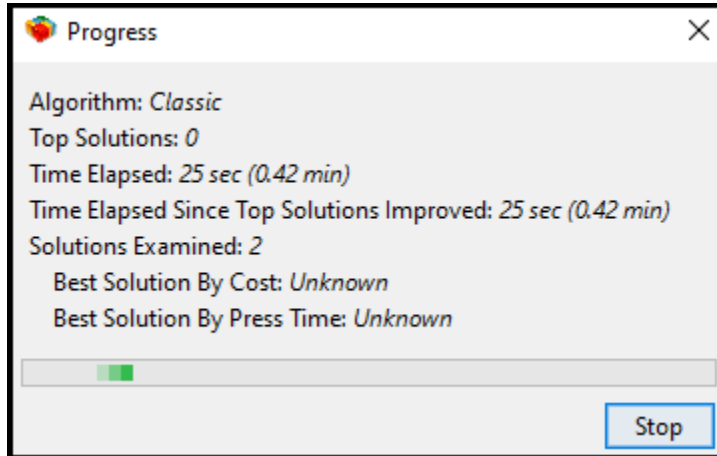 Progress
Algorithm: Classic
Top Solutions: 0
Time Elapsed: 25 sec (0.42 min)
Time Elapsed Since Top Solutions Improved: 25 sec (0.42 min)
Solutions Examined: 2
Best Solution By Cost: Unknown
Best Solution By Press Time: Unknown
Stop